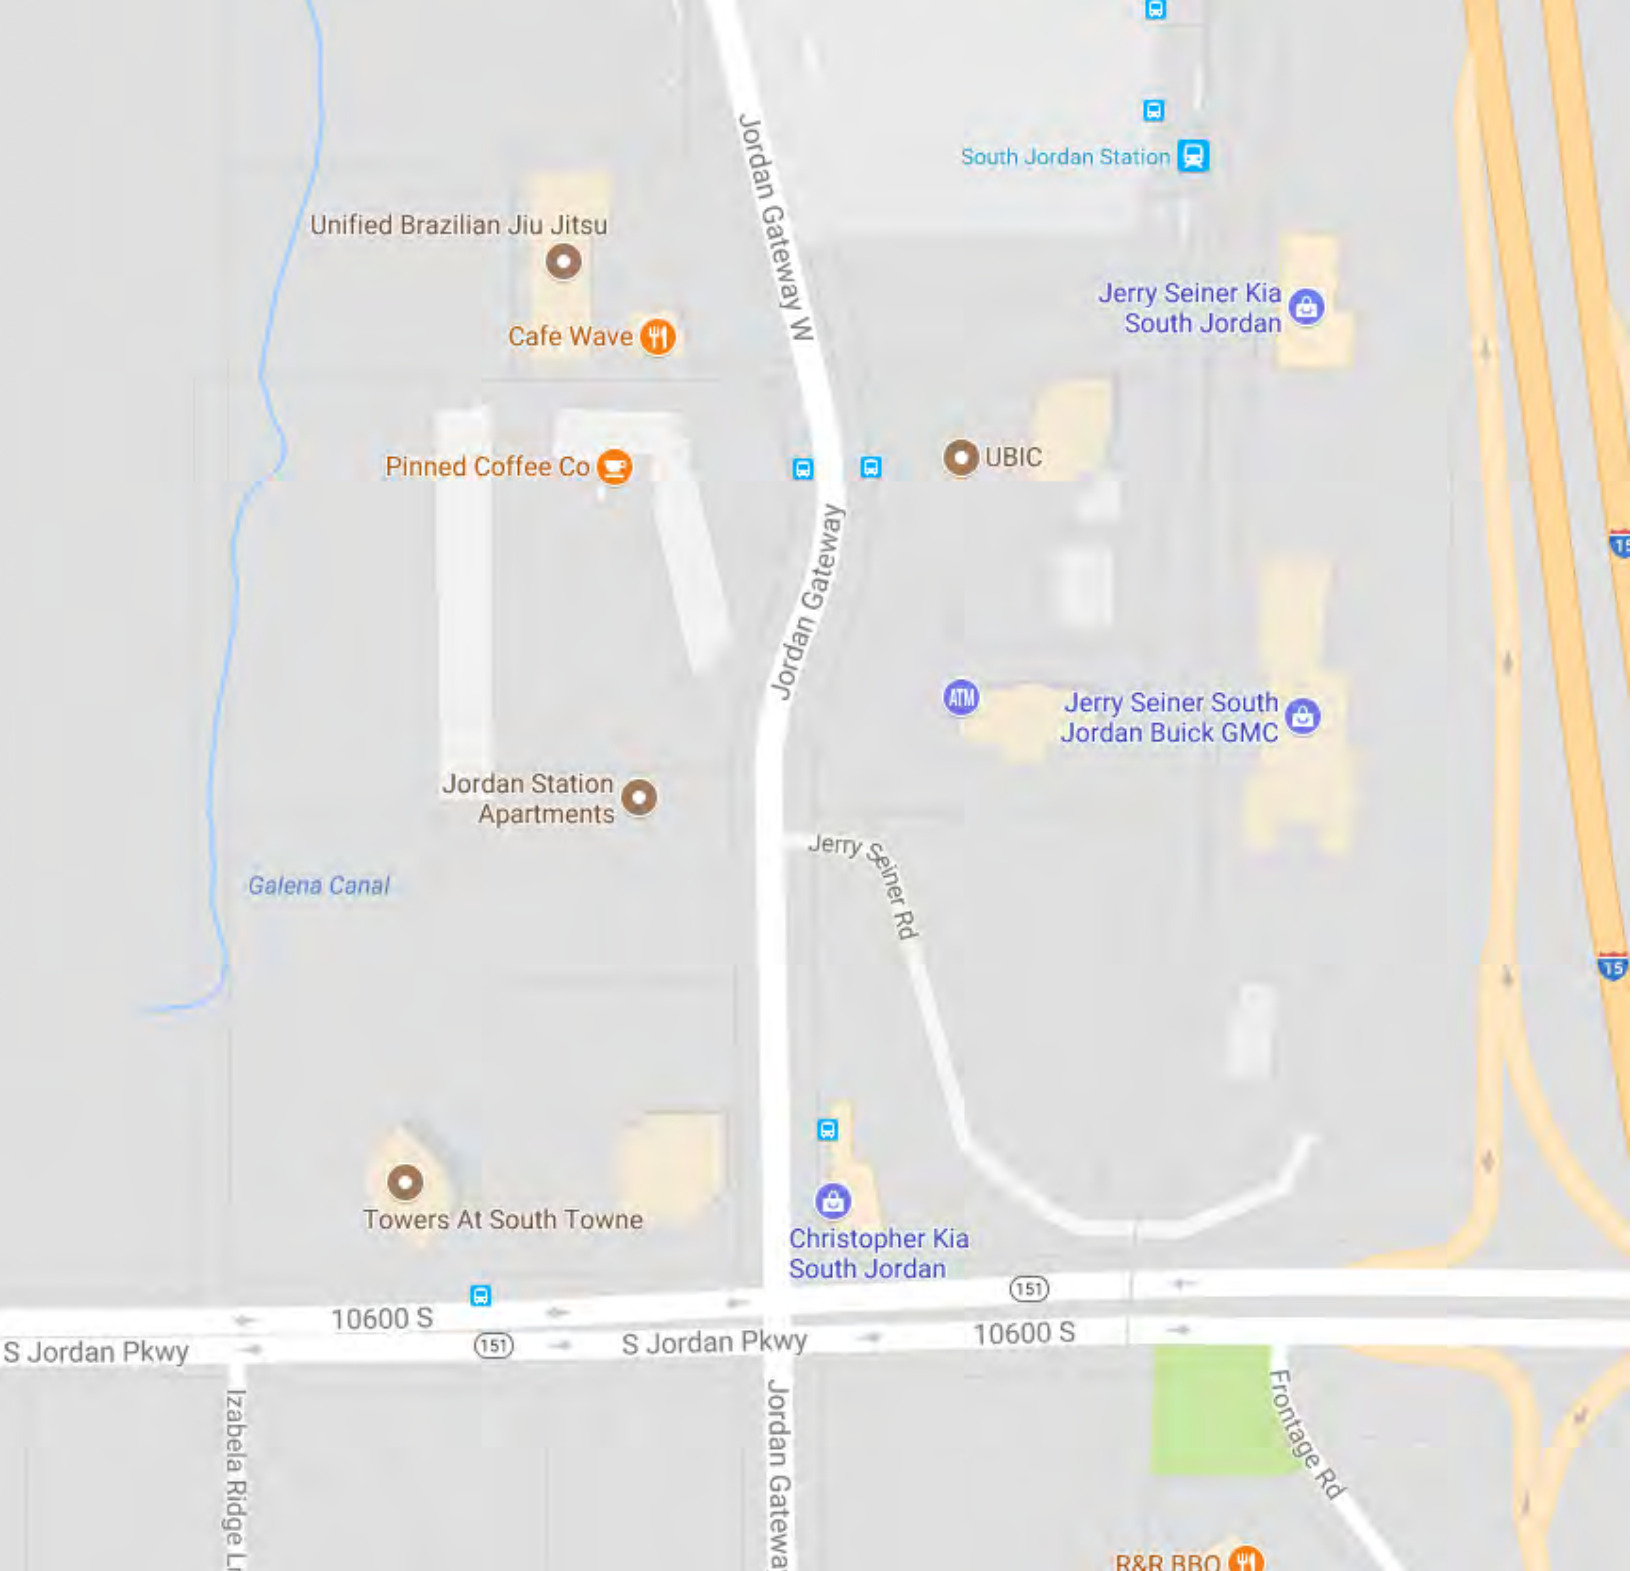 Jordan Gateway W
South Jordan Station
Unified Brazilian Jiu Jitsu
Jerry Seiner Kia
South Jordan
Cafe Wave
Pinned Coffee Co
UBIC
Jordan Gateway
15
ATM
Jerry Seiner South
Jordan Buick GMC
Jordan Station
Apartments
Jerry Seiner Rd
Galena Canal
15
Towers At South Towne
Christopher Kia
South Jordan
151
10600 S
10600 S
S Jordan Pkwy
151
S Jordan Pkwy
Izabela Ridge Ln
Jordan Gateway
Frontage Rd
R&R BBQ